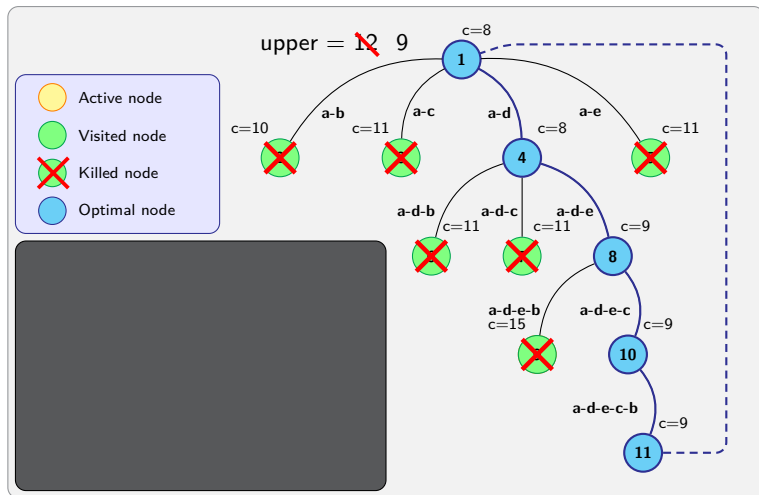 c=8
upper = 12 9
1
Active node
Visited node
Killed node
Optimal node
a-b
a-c
a-d
a-e
c=10
c=11
c=8
c=11
4
a-d-b
a-d-c
a-d-e
c=11
c=11
c=9
8
a-d-e-b
a-d-e-c
c=15
c=9
10
a-d-e-c-b
c=9
11